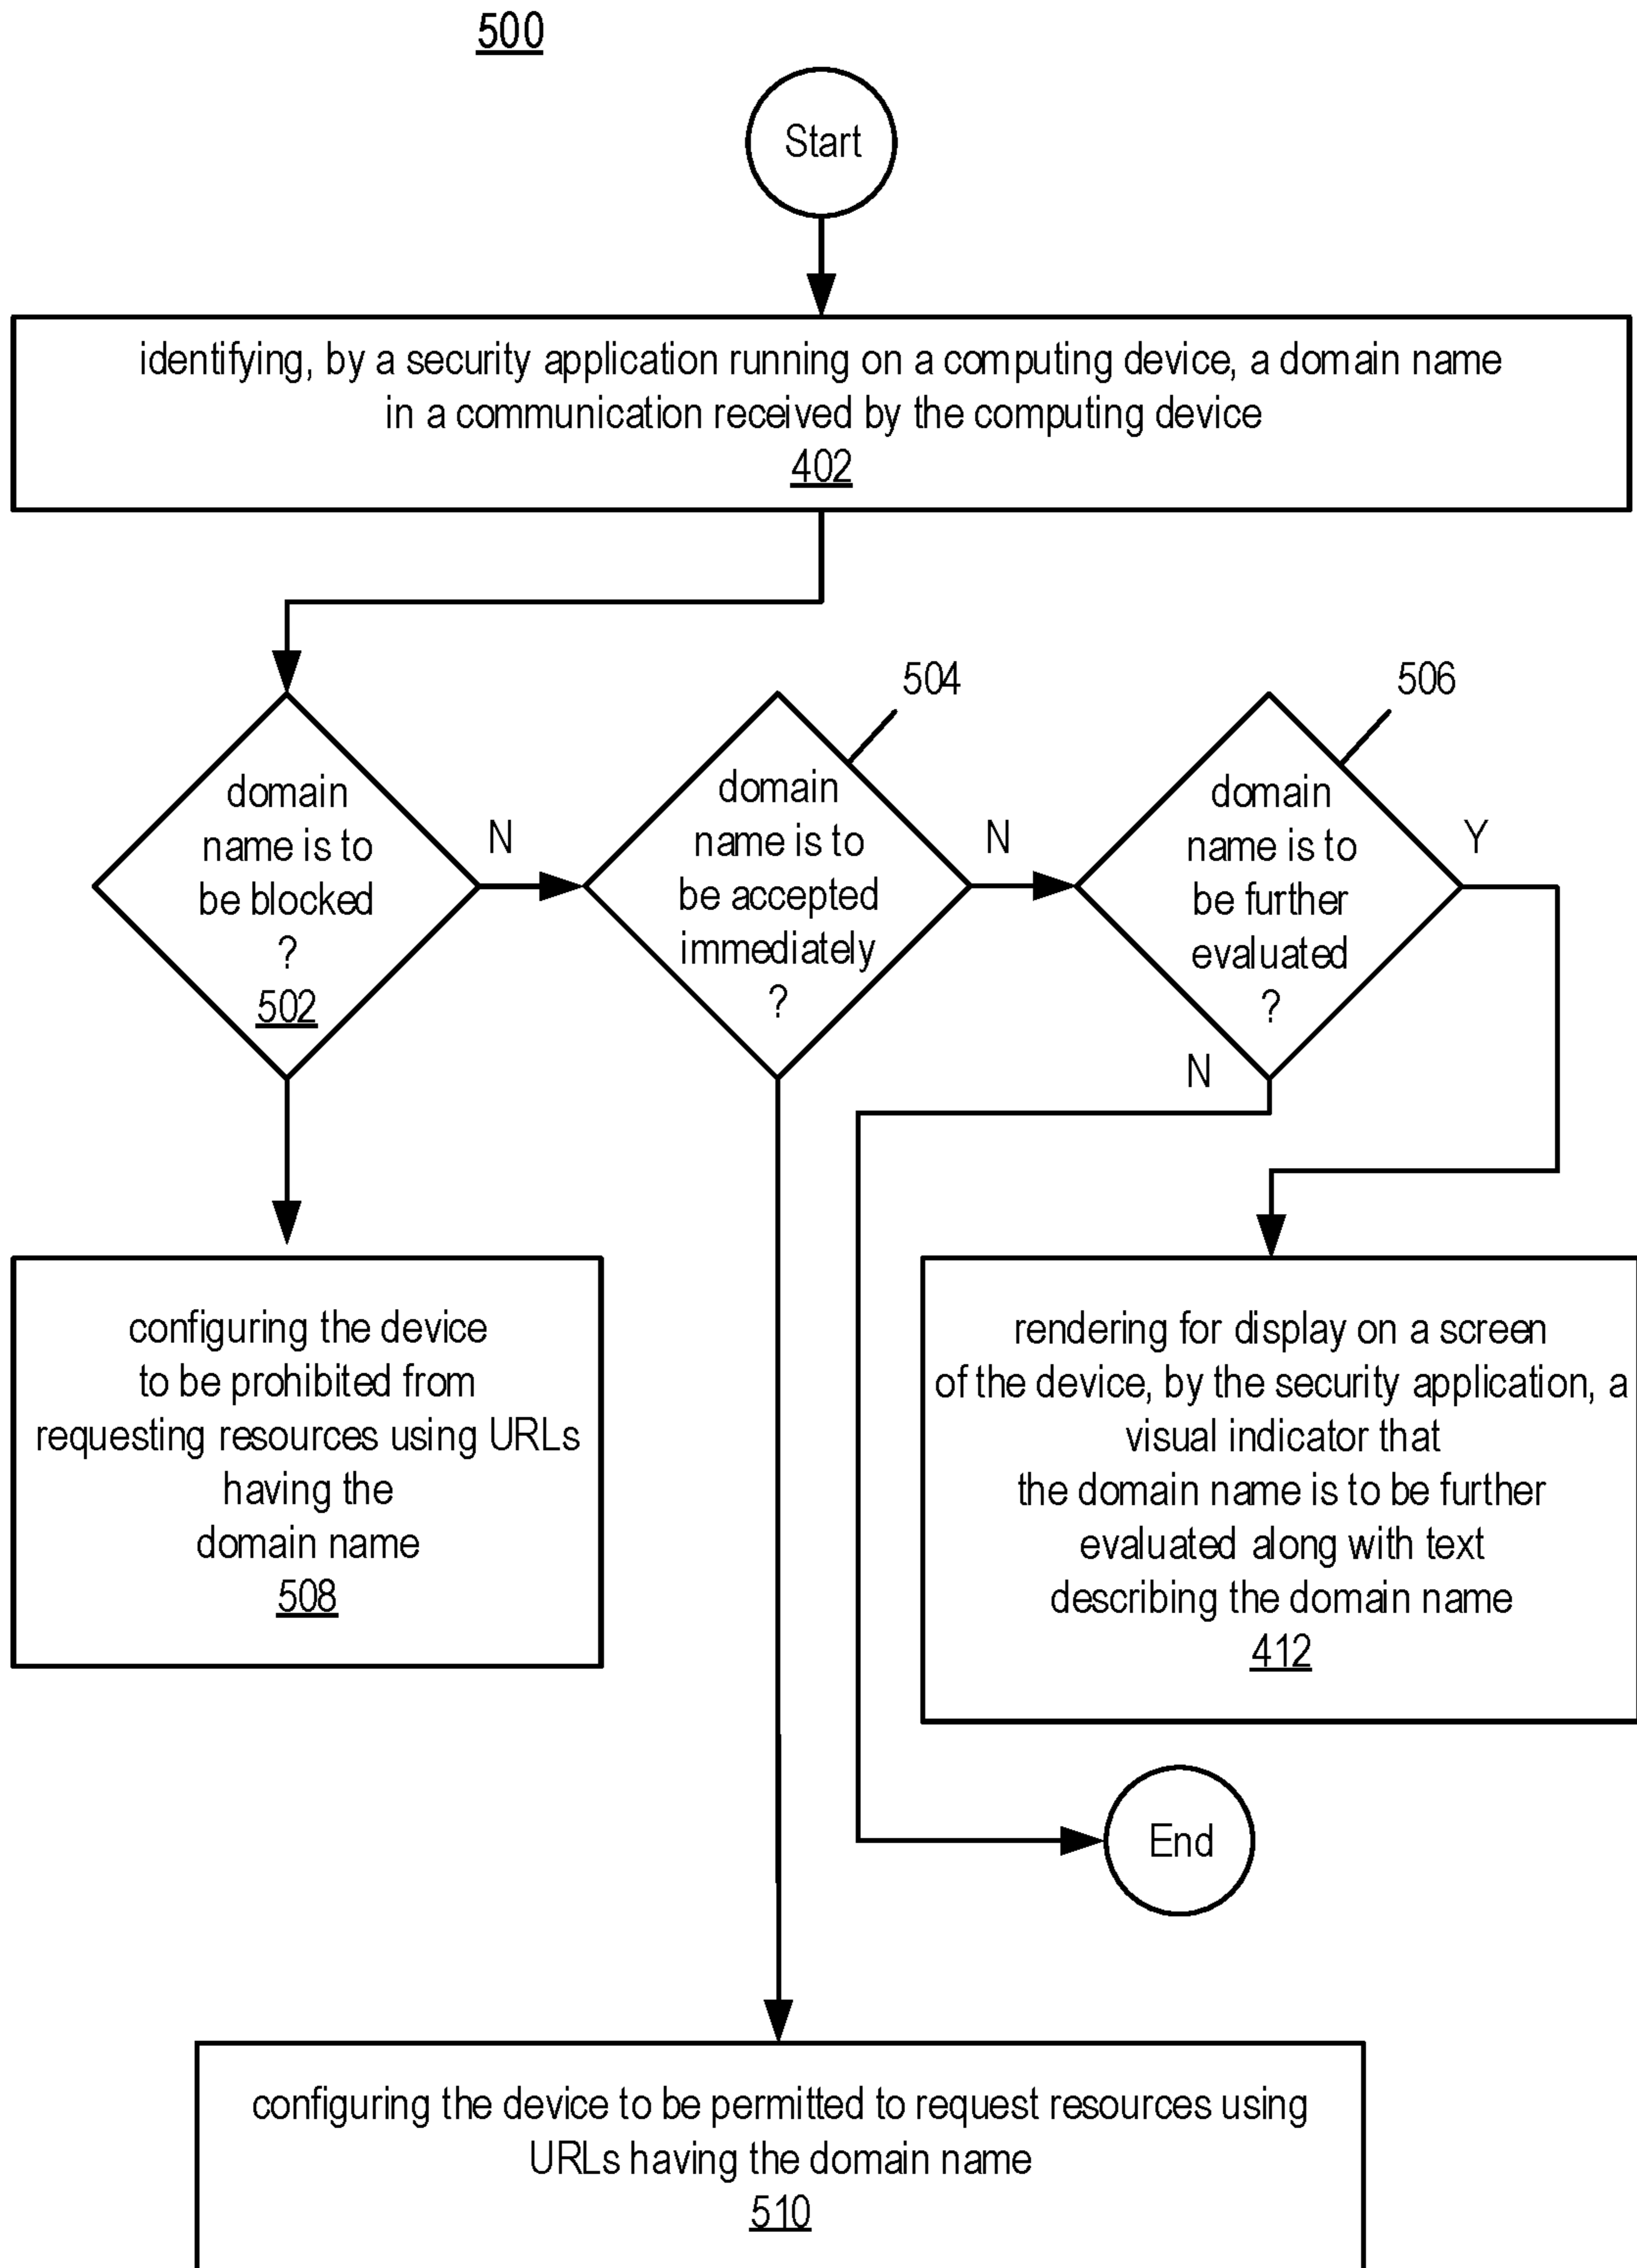 500
Start
identifying, by a security application running on a computing device, a domain name
in a communication received by the computing device
402
domain
name is to
be blocked
?
502
N
504
domain
name is to
be accepted
immediately
?
N
506
domain
name is to
be further
evaluated
?
Y
N
configuring the device
to be prohibited from
requesting resources using URLs
having the
domain name
508
rendering for display on a screen
of the device, by the security application, a
visual indicator that
the domain name is to be further
evaluated along with text
describing the domain name
412
End
configuring the device to be permitted to request resources using
URLs having the domain name
510